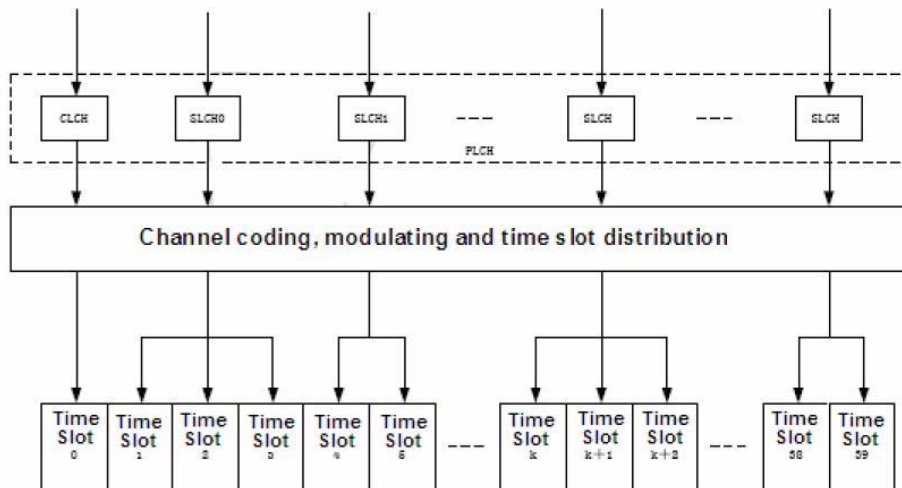 CLCH
SLCH0
SLCH1
SLCH
SLCH
PLCH
Channel coding, modulating and time slot distribution
Time Slot 0
Time Slot 1
Time Slot 2
Time Slot 3
Time Slot 4
Time Slot 5
Time Slot k
Time Slot k+1
Time Slot k+2
Time Slot 58
Time Slot 59